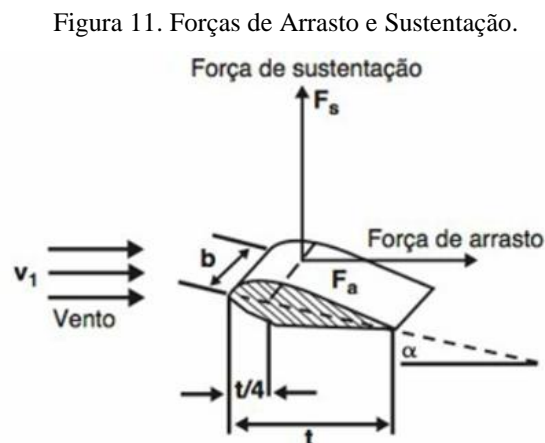 Figura 11. Forças de Arrasto e Sustentação.
Força de sustentação
Fs
Força de arrasto
b
Fa
v1
Vento
α
t/4
t